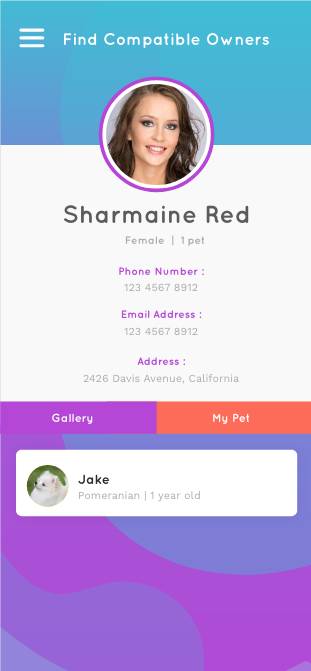 Find Compatible Owners
Sharmaine Red
Female | 1 pet
Phone Number :
123 4567 8912
Email Address :
123 4567 8912
Address :
2426 Davis Avenue, California
Gallery
My Pet
Jake
Pomeranian | 1 year old